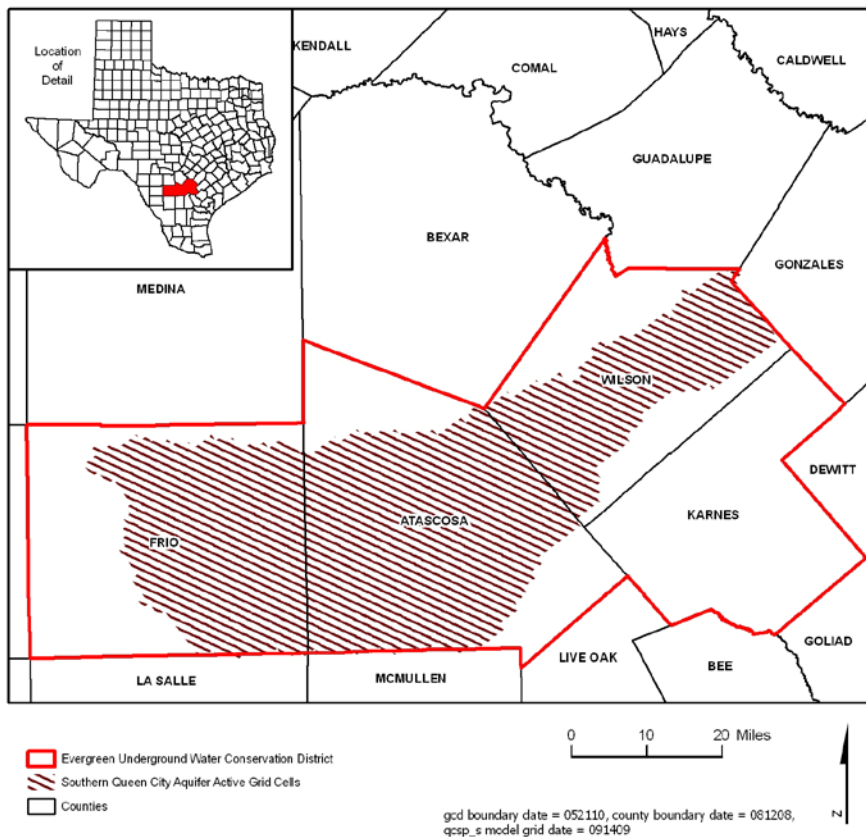 Location
of
Detail
KENDALL
HAYS
COMAL
CALDWELL
GUADALUPE
BEXAR
GONZALES
MEDINA
WILSON
DEWITT
ATASCOSA
KARNES
FRIO
GOLIAD
LIVE OAK
BEE
LA SALLE
MCMULLEN
0 10 20 Miles
Evergreen Underground Water Conservation District
Southern Queen City Aquifer Active Grid Cells
Counties
N
gcd boundary date = 052110, county boundary date = 081208,
qcsp_s model grid date = 091409